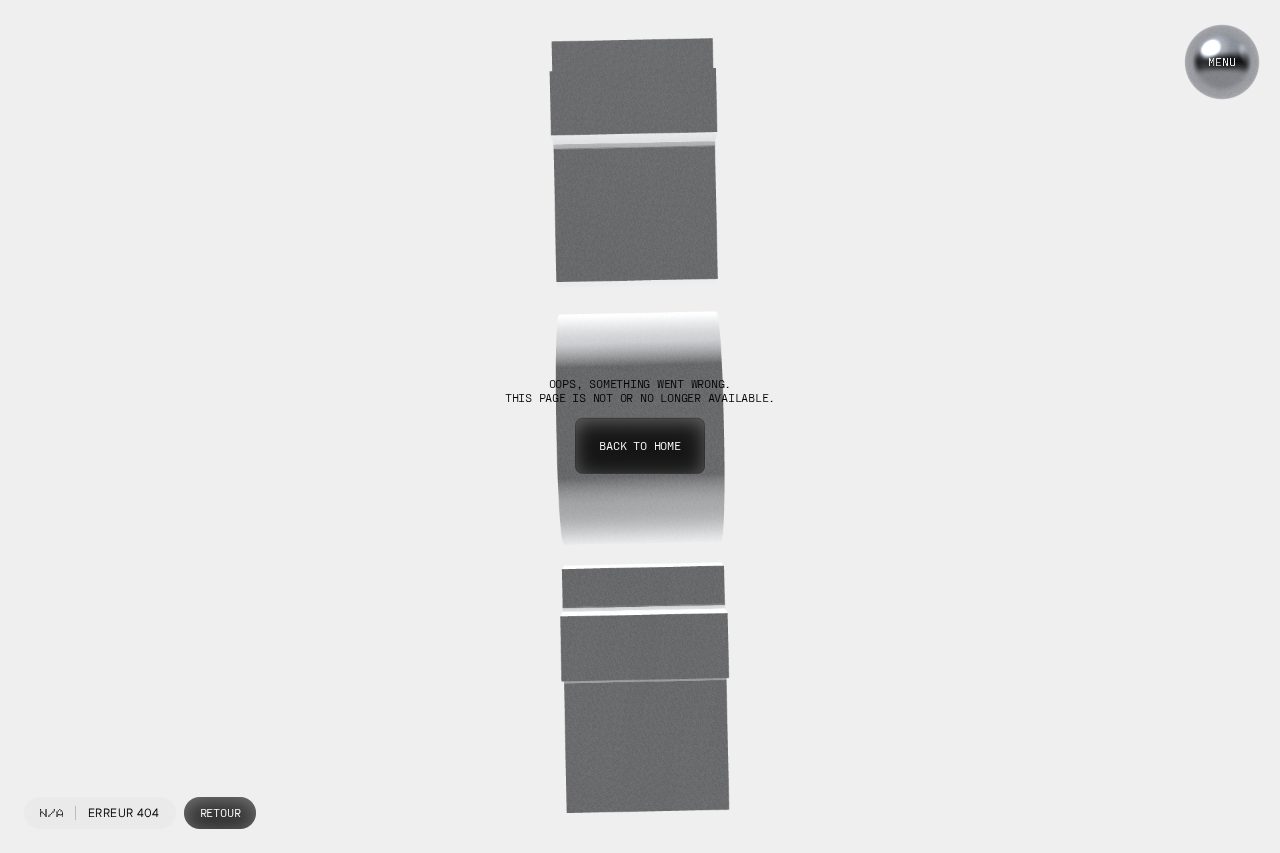 MENU
OOPS, SOMETHING WENT WRONG.
THIS PAGE IS NOT OR NO LONGER AVAILABLE.
BACK TO HOME
N/A
ERREUR 404
RETOUR